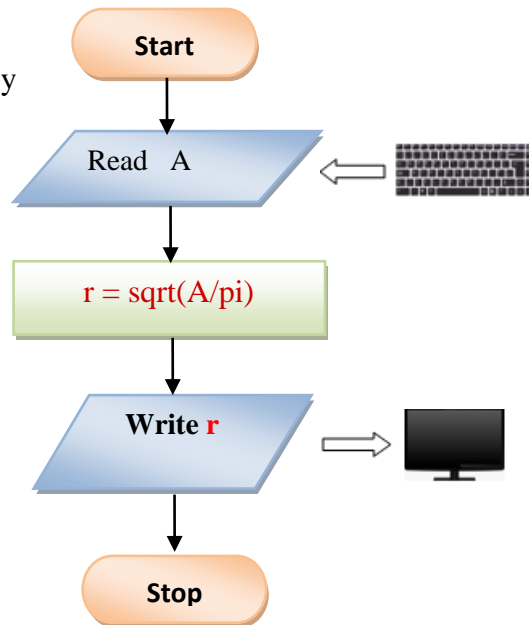 Start
y
Read A
r = sqrt(A/pi)
Write r
Stop